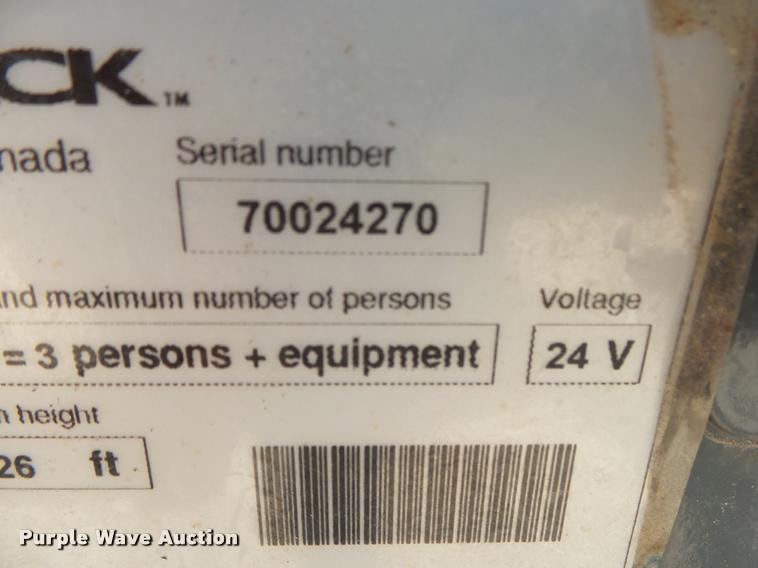 CK™
nada
Serial number
70024270
nd maximum number of persons
Voltage
= 3 persons + equipment
24 V
height
26 ft
Purple Wave Auction